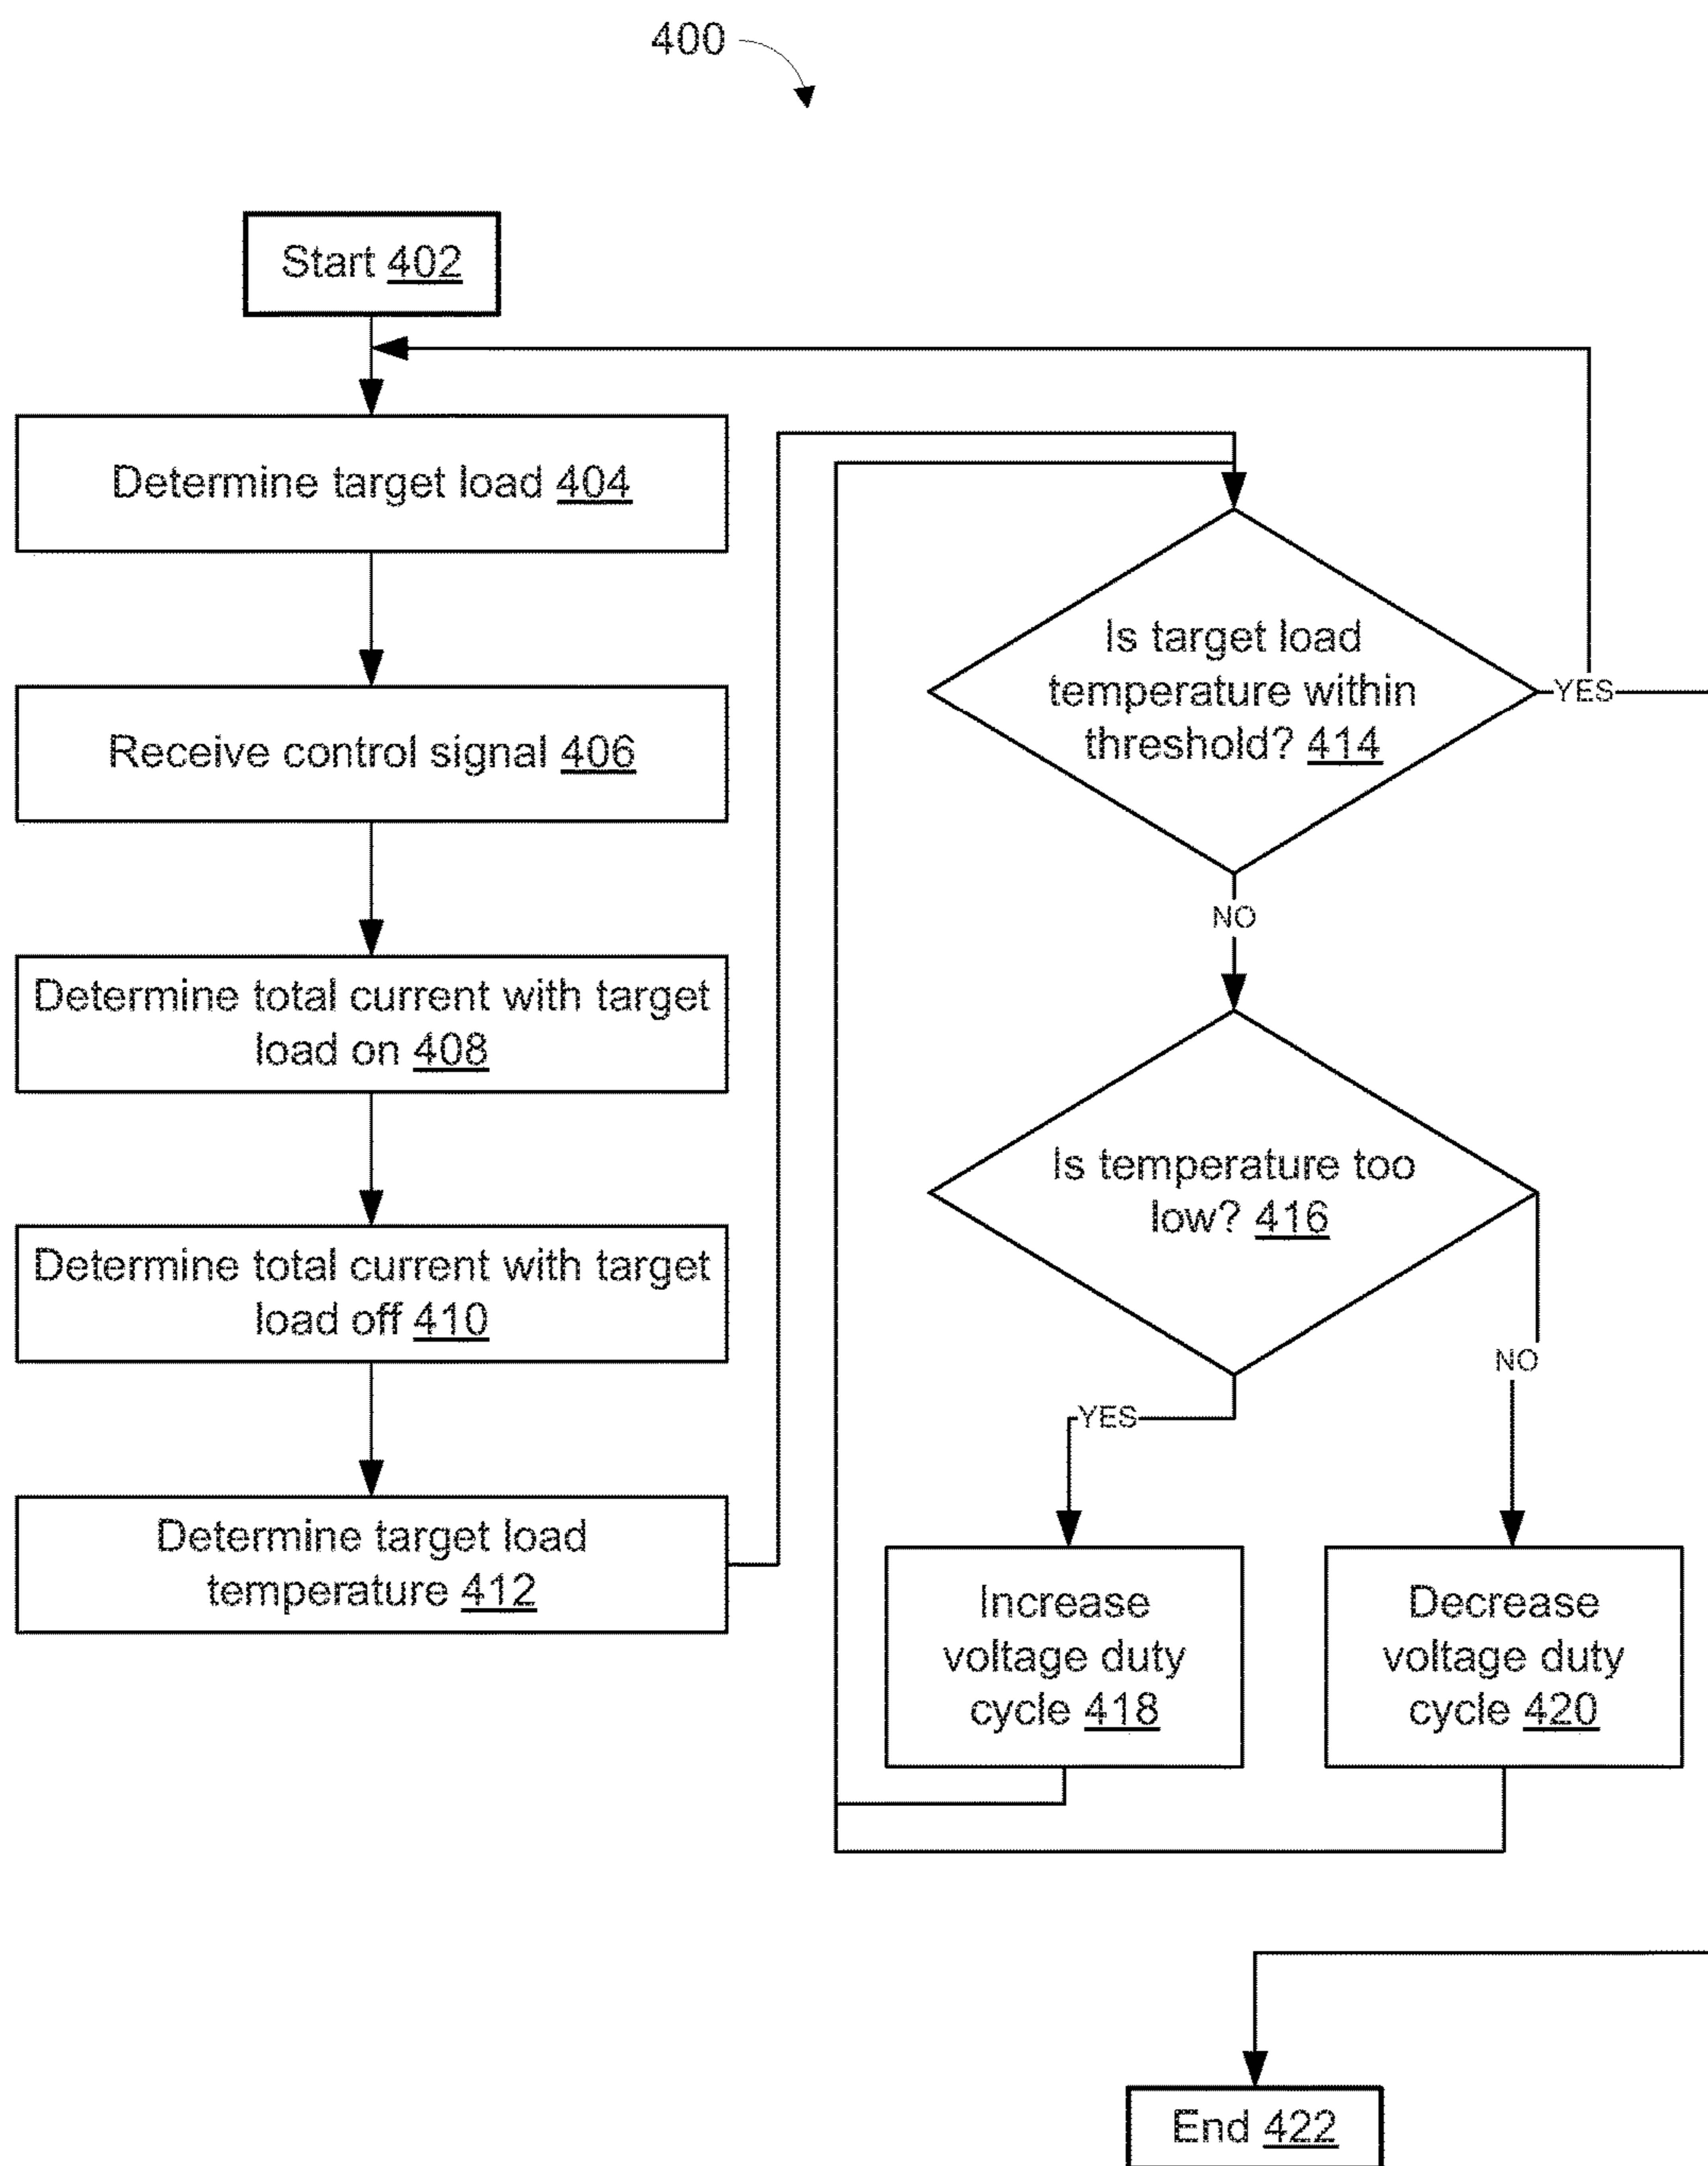 400
Start 402
Determine target load 404
Receive control signal 406
Determine total current with target
load on 408
Determine total current with target
load off 410
Determine target load
temperature 412
Is target load
temperature within
threshold? 414
YES
NO
Is temperature too
low? 416
NO
YES
Increase
voltage duty
cycle 418
Decrease
voltage duty
cycle 420
End 422